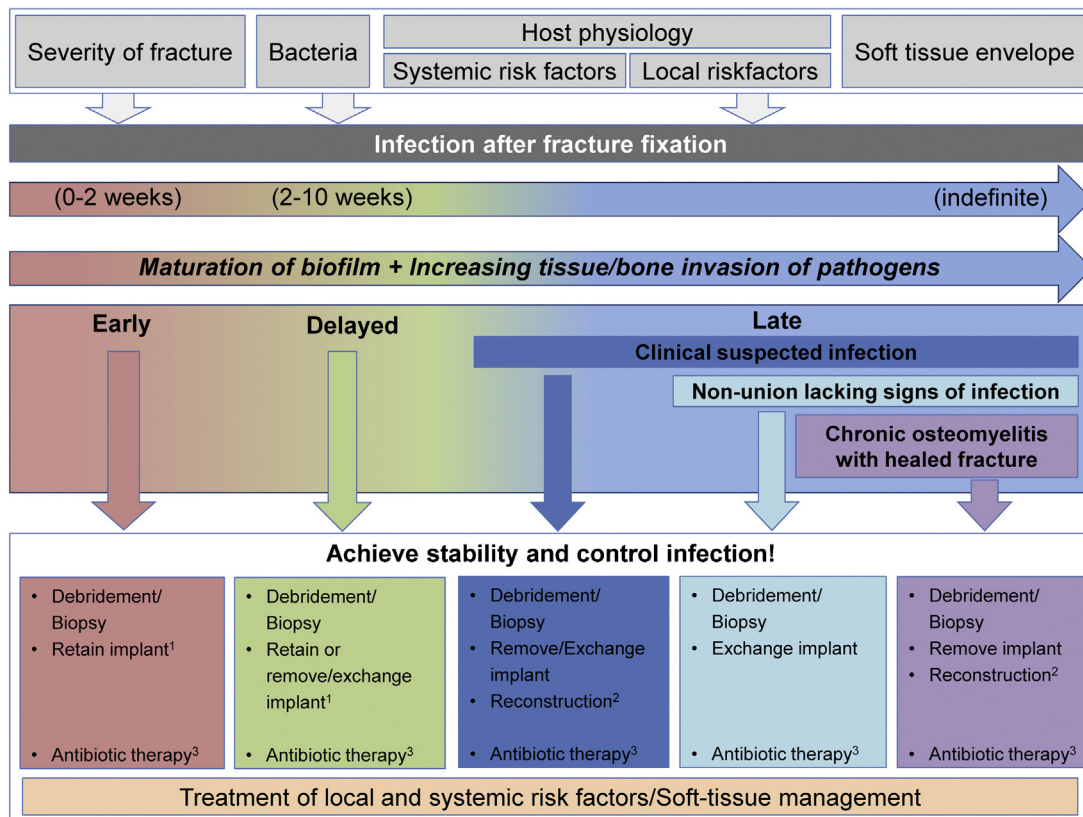 Severity of fracture
Bacteria
Host physiology
Systemic risk factors
Local riskfactors
Soft tissue envelope
Infection after fracture fixation
(0-2 weeks)
(2-10 weeks)
(indefinite)
Maturation of biofilm + Increasing tissue/bone invasion of pathogens
Early
Delayed
Late
Clinical suspected infection
Non-union lacking signs of infection
Chronic osteomyelitis
with healed fracture
Achieve stability and control infection!
• Debridement/
Biopsy
• Retain implant¹
• Antibiotic therapy³
• Debridement/
Biopsy
• Retain or
remove/exchange
implant¹
• Antibiotic therapy³
• Debridement/
Biopsy
• Remove/Exchange
implant
• Reconstruction²
• Antibiotic therapy³
• Debridement/
Biopsy
• Exchange implant
• Antibiotic therapy³
• Debridement/
Biopsy
• Remove implant
• Reconstruction²
• Antibiotic therapy³
Treatment of local and systemic risk factors/Soft-tissue management